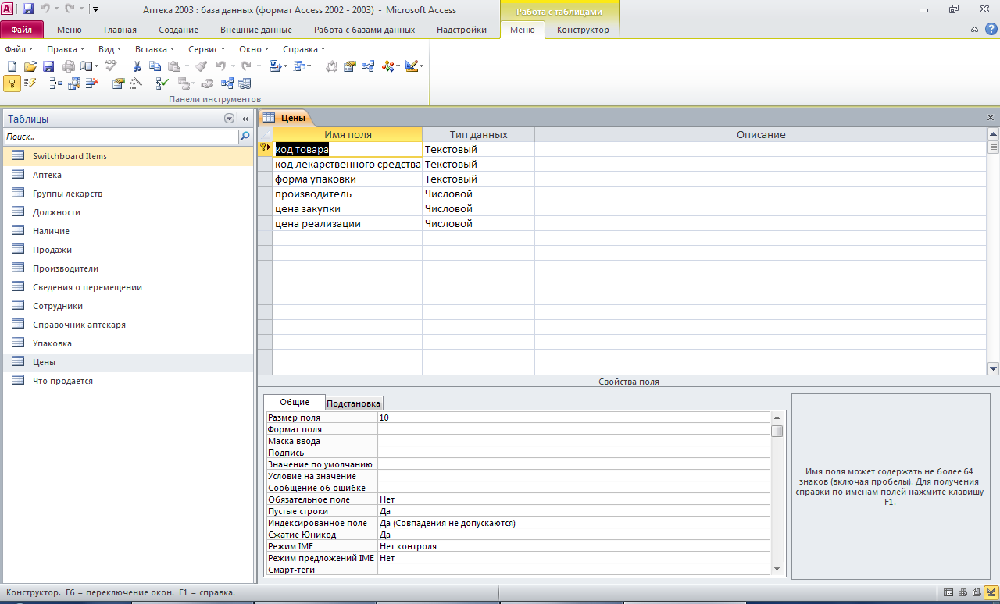 Аптека 2003 : база данных (формат Access 2002 - 2003) - Microsoft Access
Работа с таблицами
Файл Меню Главная Создание Внешние данные Работа с базами данных Надстройки Меню Конструктор
Файл Правка Вид Вставка Сервис Окно Справка
Панели инструментов
Таблицы
Поиск...
Switchboard Items
Аптека
Группы лекарств
Должности
Наличие
Продажи
Производители
Сведения о перемещении
Сотрудники
Справочник аптекаря
Упаковка
Цены
Что продаётся
Цены
Имя поля Тип данных Описание
код товара Текстовый
код лекарственного средства Текстовый
форма упаковки Текстовый
производитель Числовой
цена закупки Числовой
цена реализации Числовой
Свойства поля
Общие Подстановка
Размер поля 10
Формат поля
Маска ввода
Подпись
Значение по умолчанию
Условие на значение
Сообщение об ошибке
Обязательное поле Нет
Пустые строки Да
Индексированное поле Да (Совпадения не допускаются)
Сжатие Юникод Да
Режим IME Нет контроля
Режим предложений IME Нет
Смарт-теги
Имя поля может содержать не более 64
знаков (включая пробелы). Для получения
справки по именам полей нажмите клавишу
F1.
Конструктор. F6 = переключение окон. F1 = справка.